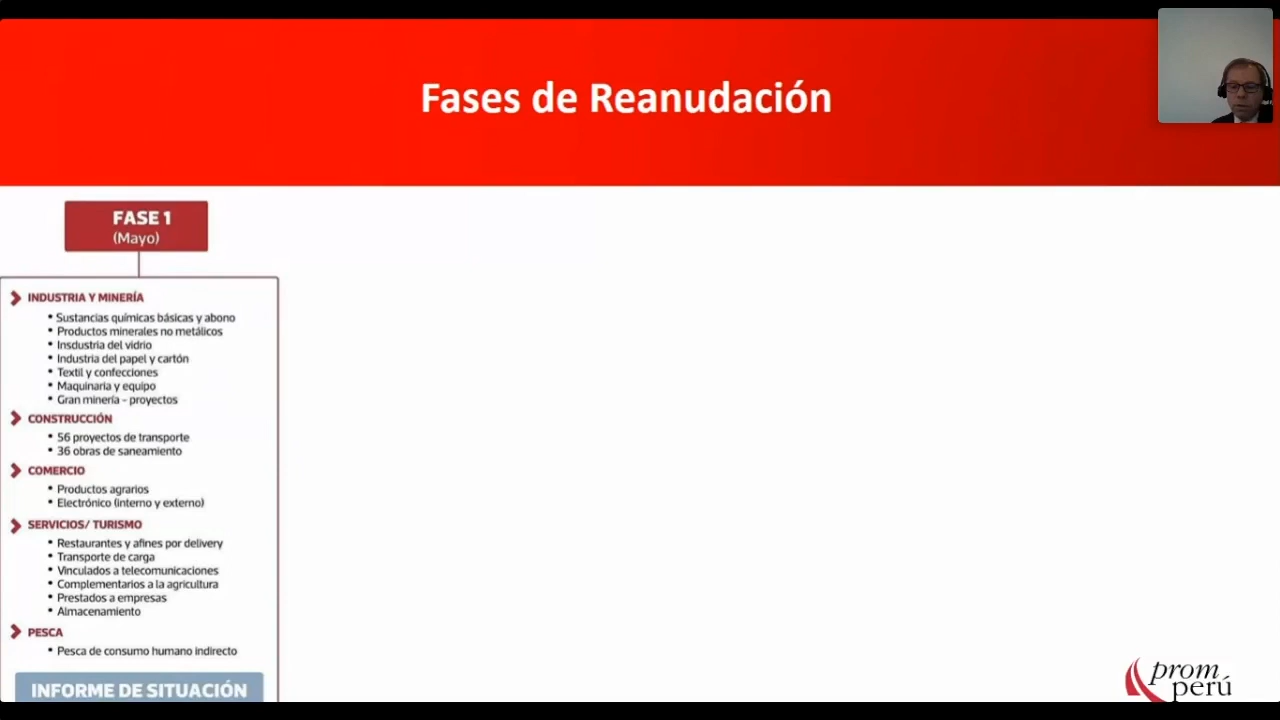 Fases de Reanudación
FASE 1
(Mayo)
INDUSTRIA Y MINERÍA
• Sustancias químicas básicas y abono
• Productos minerales no metálicos
• Insdustria del vidrio
• Industria del papel y cartón
• Textil y confecciones
• Maquinaria y equipo
• Gran minería - proyectos
CONSTRUCCIÓN
• 56 proyectos de transporte
• 36 obras de saneamiento
COMERCIO
• Productos agrarios
• Electrónico (interno y externo)
SERVICIOS/ TURISMO
• Restaurantes y afines por delivery
• Transporte de carga
• Vinculados a telecomunicaciones
• Complementarios a la agricultura
• Prestados a empresas
• Almacenamiento
PESCA
• Pesca de consumo humano indirecto
INFORME DE SITUACIÓN
prom
perú